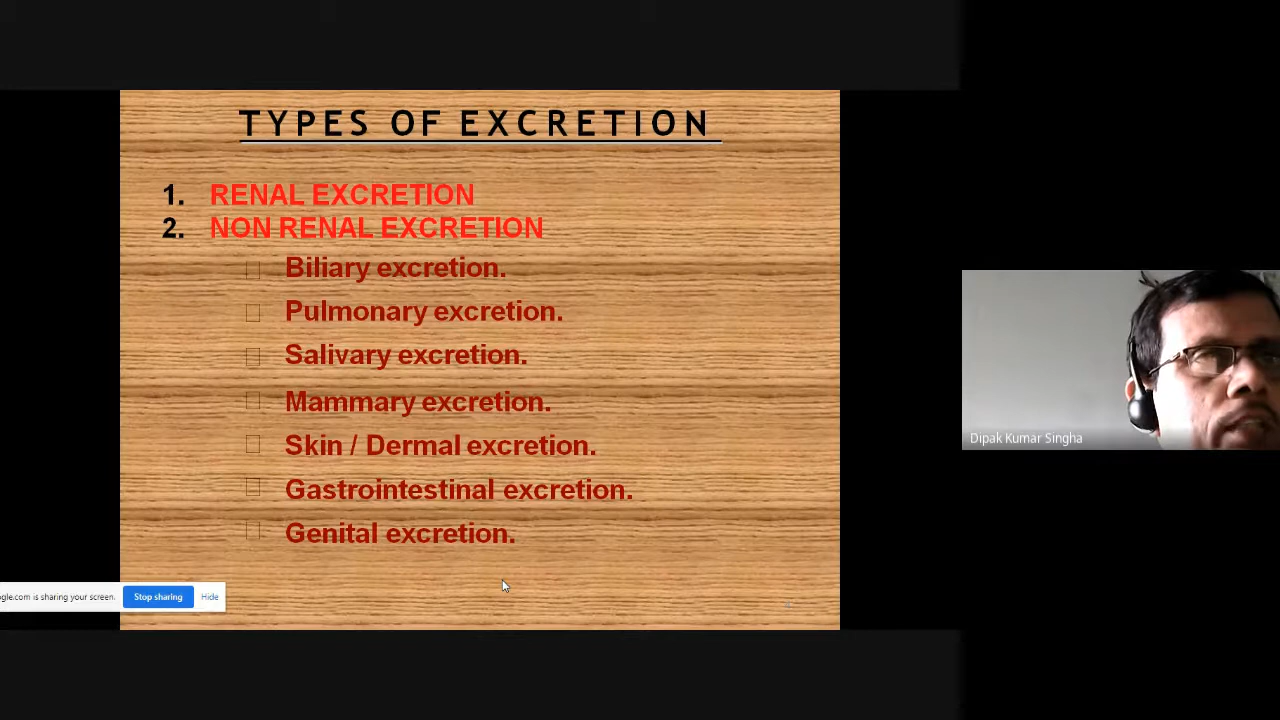 TYPES OF EXCRETION
1. RENAL EXCRETION
2. NON RENAL EXCRETION
Biliary excretion.
Pulmonary excretion.
Salivary excretion.
Mammary excretion.
Skin / Dermal excretion.
Gastrointestinal excretion.
Genital excretion.
Dipak Kumar Singha
ogle.com is sharing your screen. Stop sharing Hide